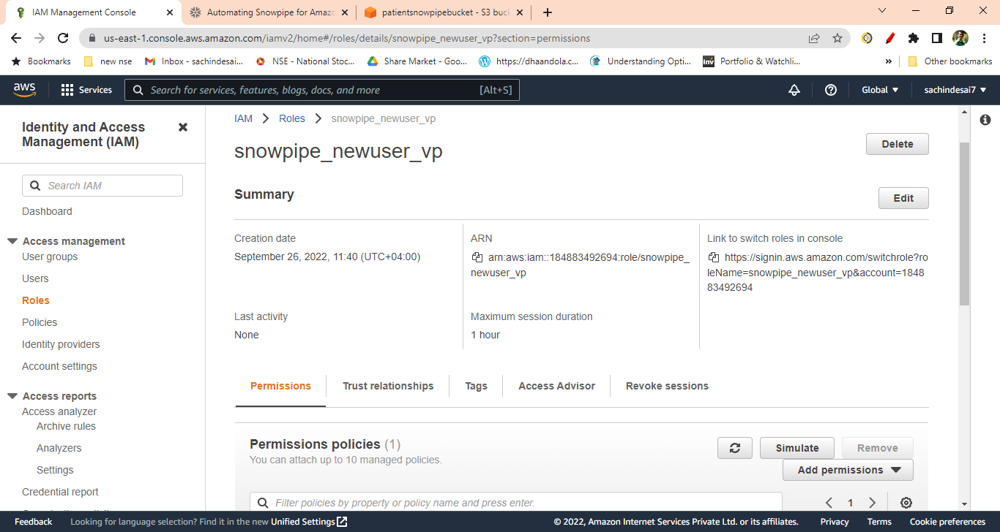 IAM Management Console
Automating Snowpipe for Amazo
patientsnowpipebucket - S3 buck
us-east-1.console.aws.amazon.com/iamv2/home#/roles/details/snowpipe_newuser_vp?section=permissions
Bookmarks
new nse
Inbox - sachindesai...
NSE - National Stoc...
Share Market - Goo...
https://dhaandola.c...
Understanding Opti...
Inv
Portfolio & Watchli...
»
Other bookmarks
aws
Services
Search for services, features, blogs, docs, and more
[Alt+S]
Global
sachindesai7
Identity and Access
Management (IAM)
Search IAM
Dashboard
Access management
User groups
Users
Roles
Policies
Identity providers
Account settings
Access reports
Access analyzer
Archive rules
Analyzers
Settings
Credential report
IAM > Roles > snowpipe_newuser_vp
snowpipe_newuser_vp
Delete
Summary
Edit
Creation date
September 26, 2022, 11:40 (UTC+04:00)
ARN
arn:aws:iam::184883492694:role/snowpipe_
newuser_vp
Link to switch roles in console
https://signin.aws.amazon.com/switchrole?ro
leName=snowpipe_newuser_vp&account=1848
83492694
Last activity
None
Maximum session duration
1 hour
Permissions
Trust relationships
Tags
Access Advisor
Revoke sessions
Permissions policies (1)
You can attach up to 10 managed policies.
Simulate
Remove
Add permissions
Filter policies by property or policy name and press enter.
1
Feedback
Looking for language selection? Find it in the new Unified Settings
© 2022, Amazon Internet Services Private Ltd. or its affiliates.
Privacy
Terms
Cookie preferences